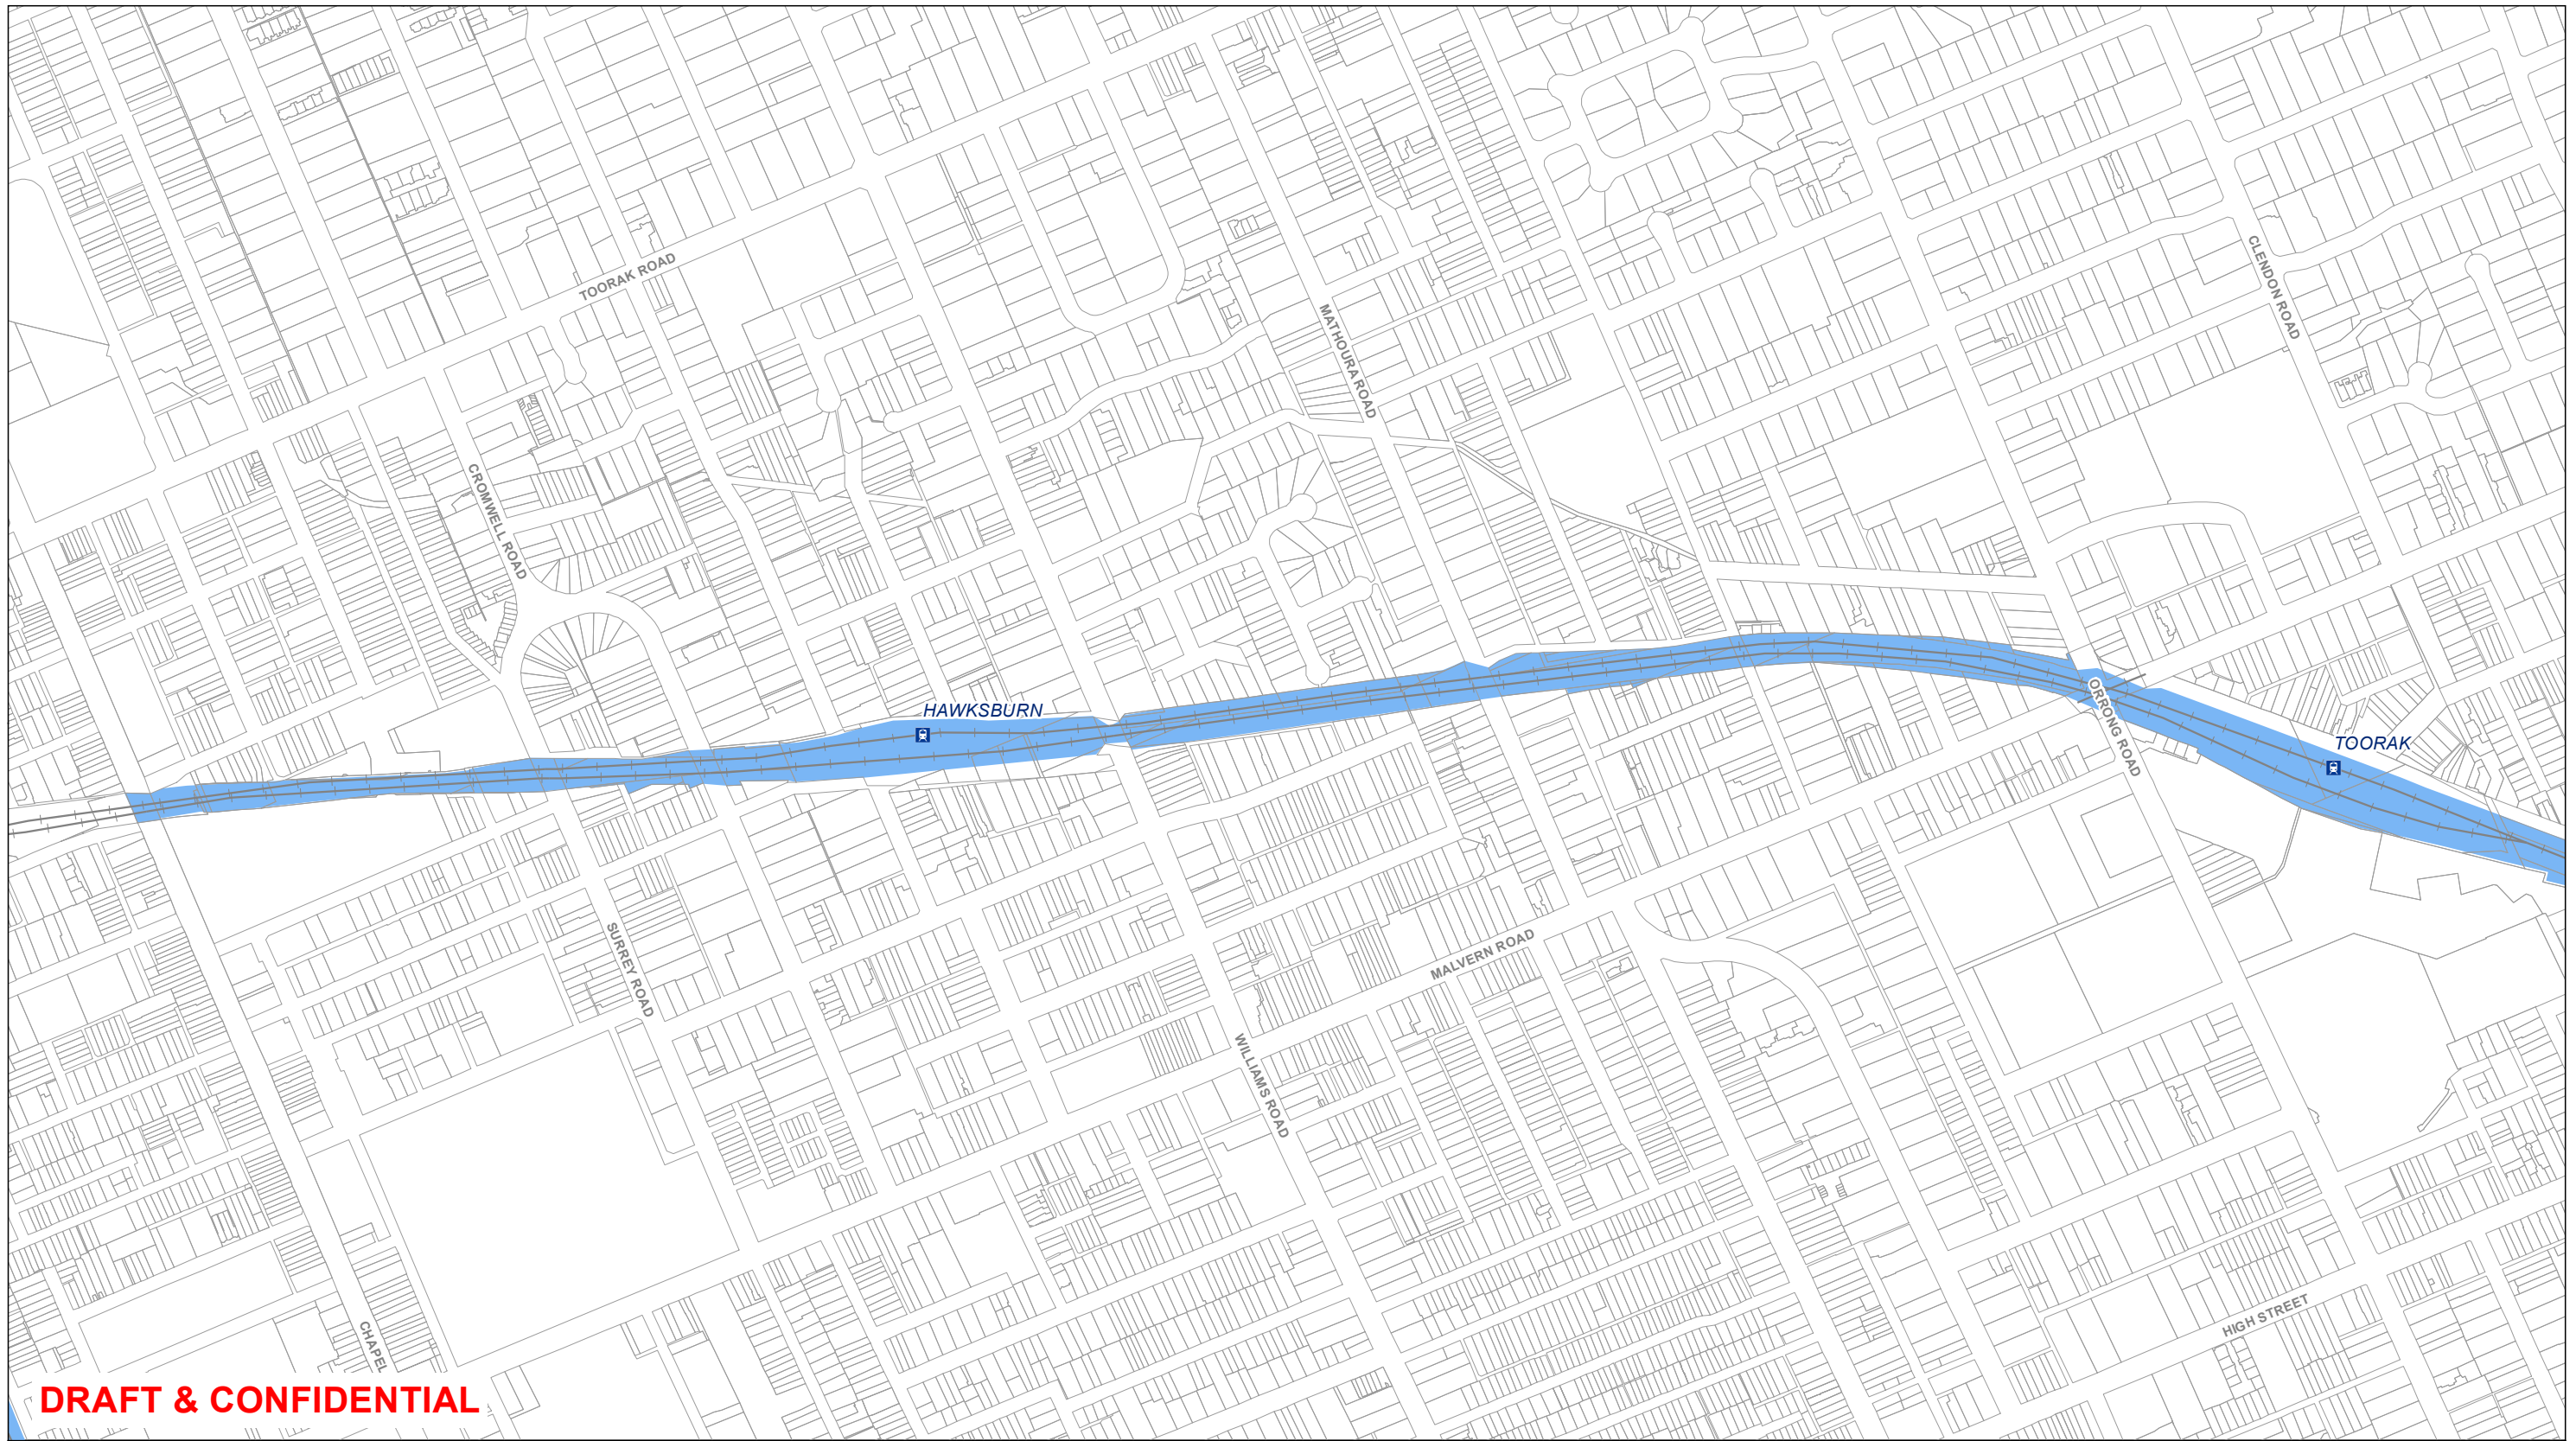 TOORAK ROAD
CLENDON ROAD
MATHOURA ROAD
CROMWELL ROAD
HAWKSBURN
ORRONG ROAD
TOORAK
SURREY ROAD
MALVERN ROAD
WILLIAMS ROAD
HIGH STREET
CHAPEL
DRAFT & CONFIDENTIAL